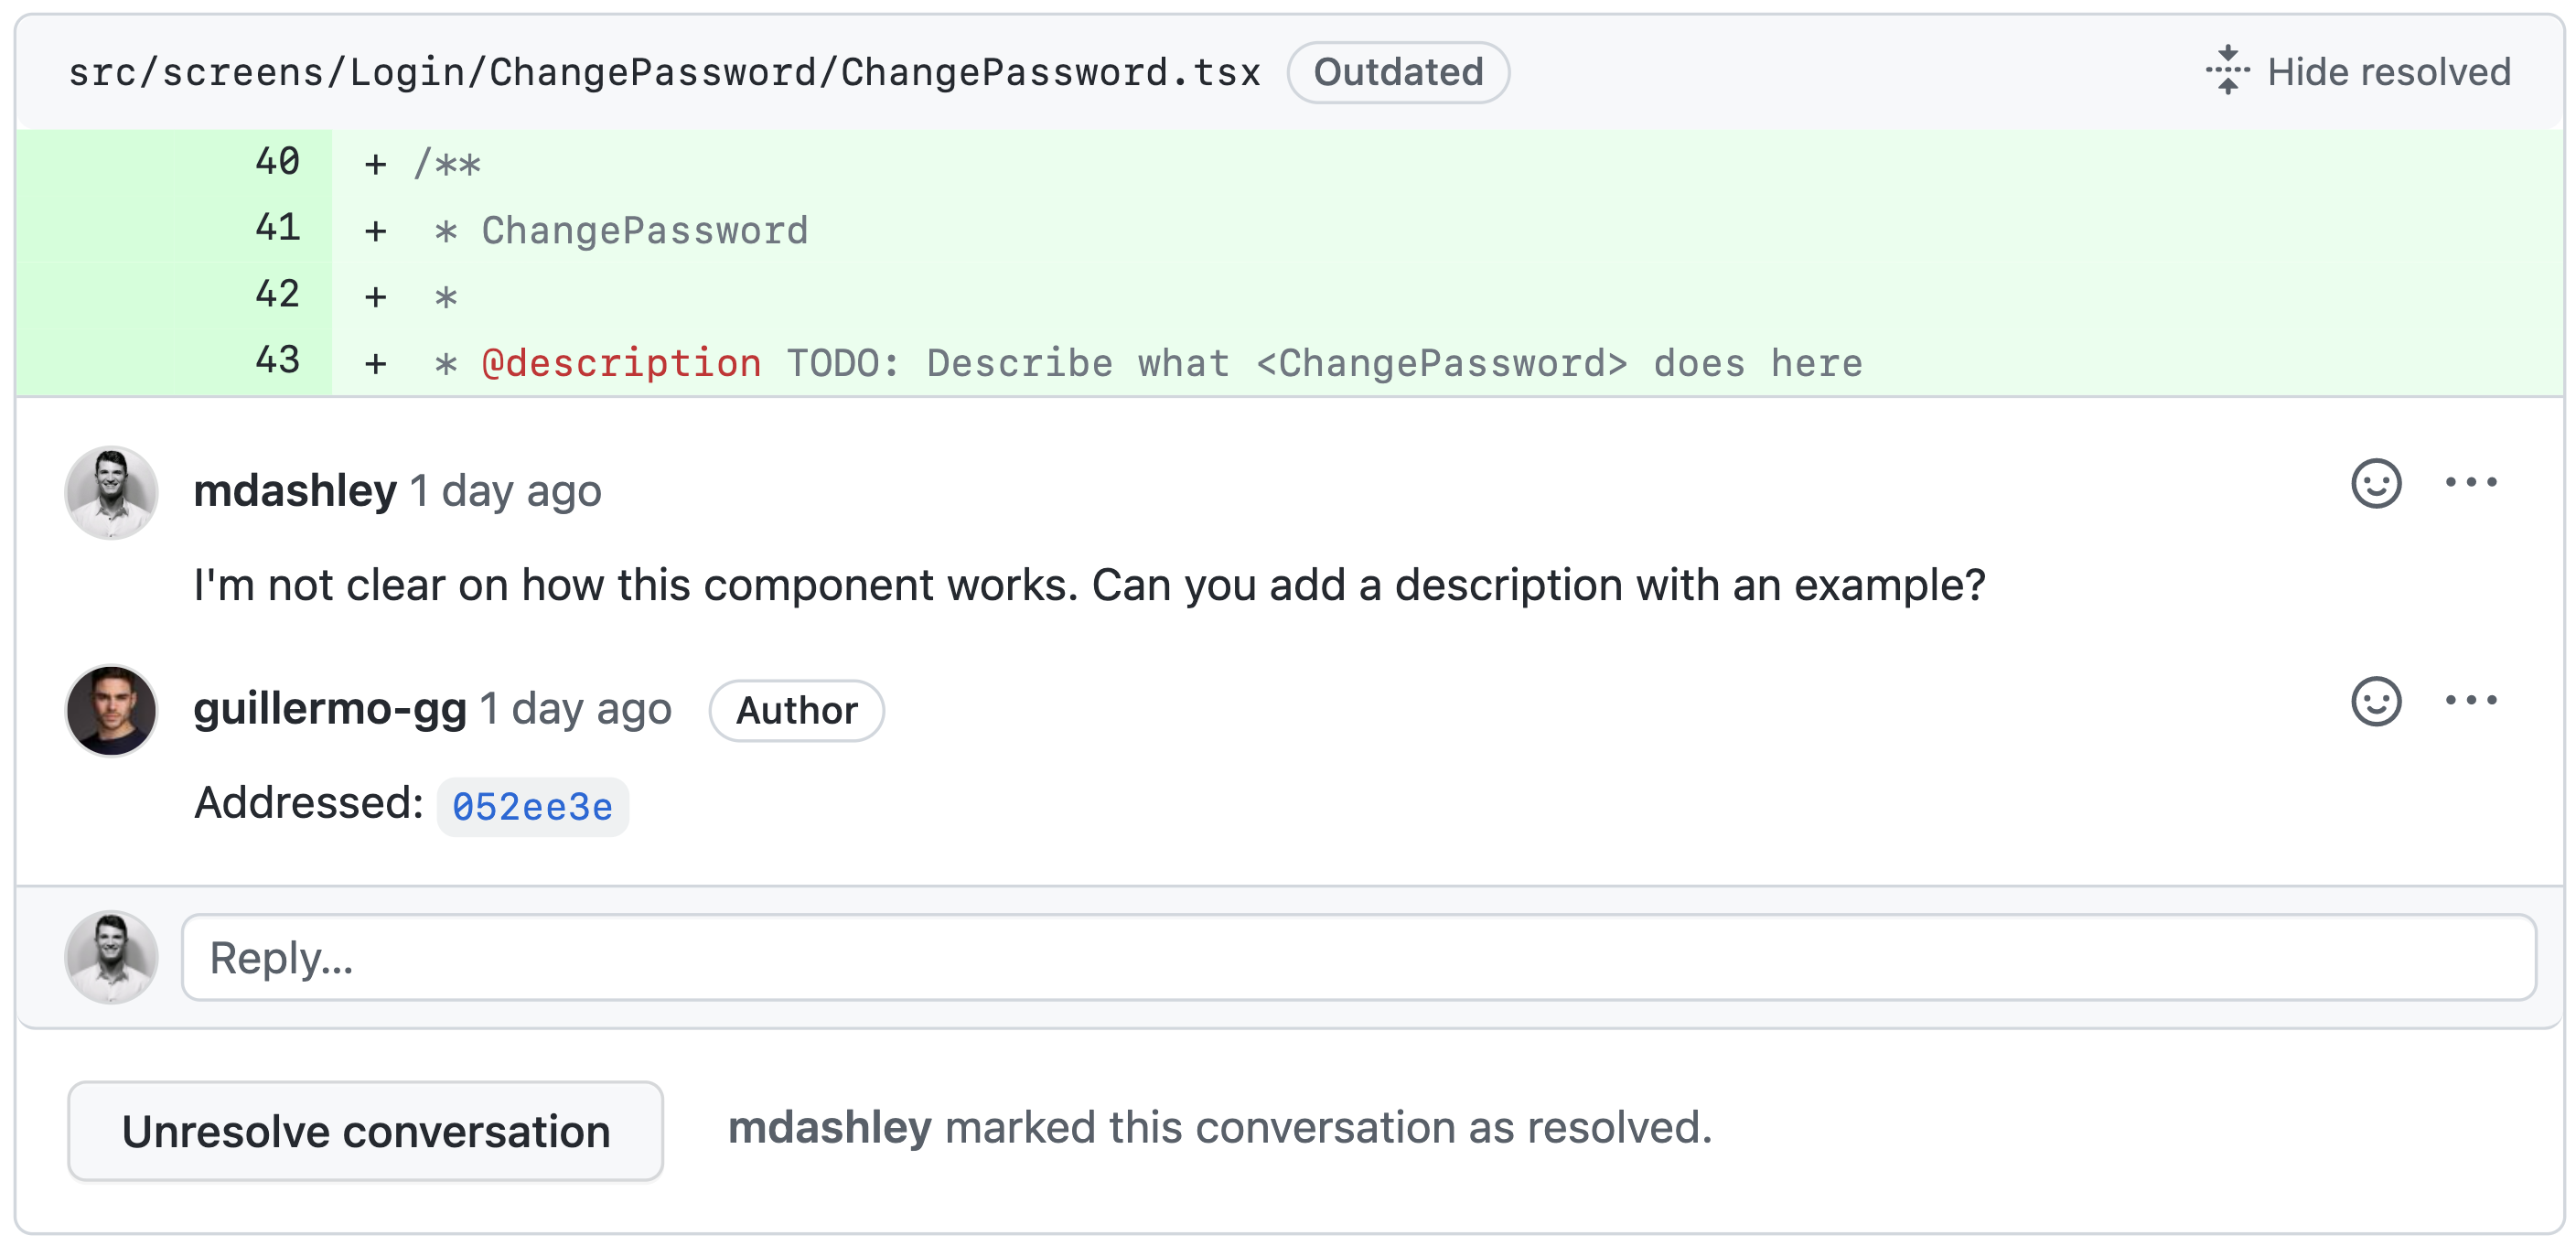 src/screens/Login/ChangePassword/ChangePassword.tsx Outdated Hide resolved
40 + /**
41 + * ChangePassword
42 + *
43 + * @description TODO: Describe what <ChangePassword> does here
mdashley 1 day ago
I'm not clear on how this component works. Can you add a description with an example?
guillermo-gg 1 day ago Author
Addressed: 052ee3e
Reply...
Unresolve conversation mdashley marked this conversation as resolved.